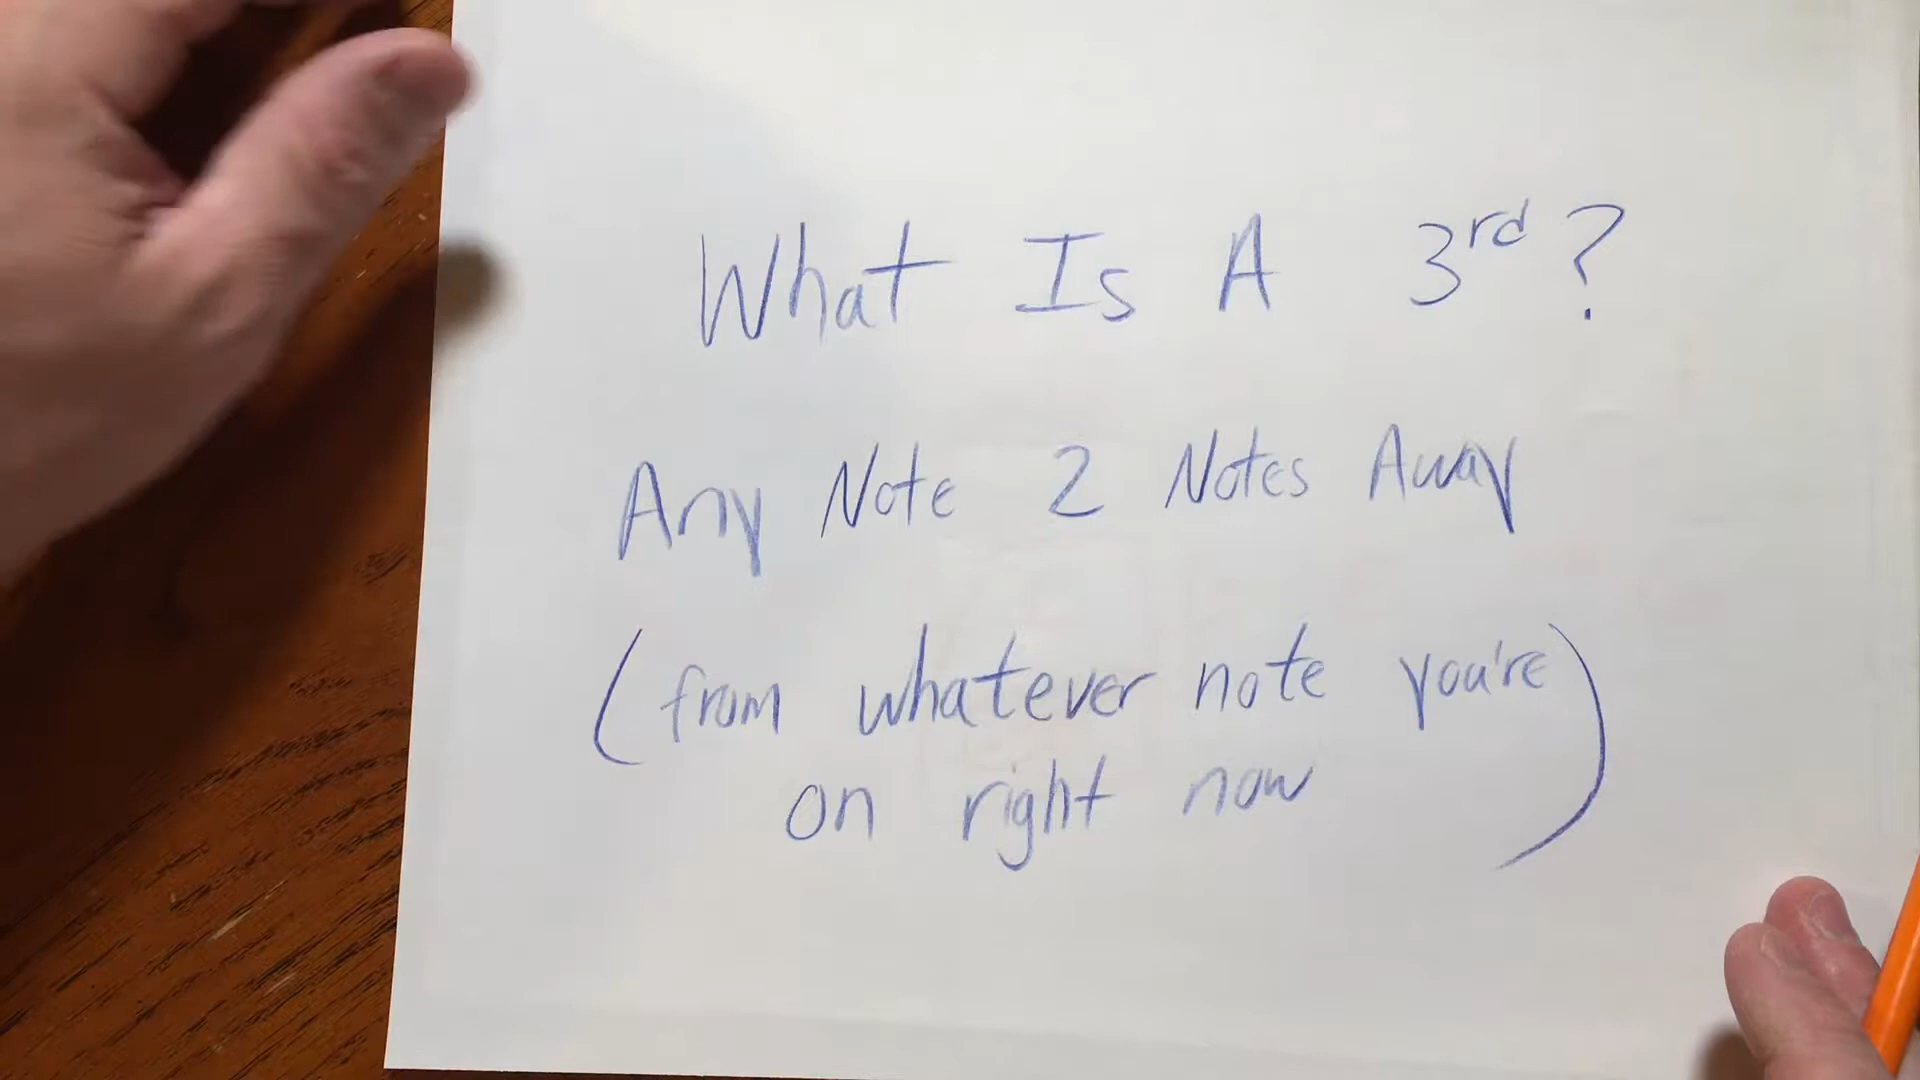 What Is A 3rd?
Any Note 2 Notes Away
(from whatever note you're
on right now)